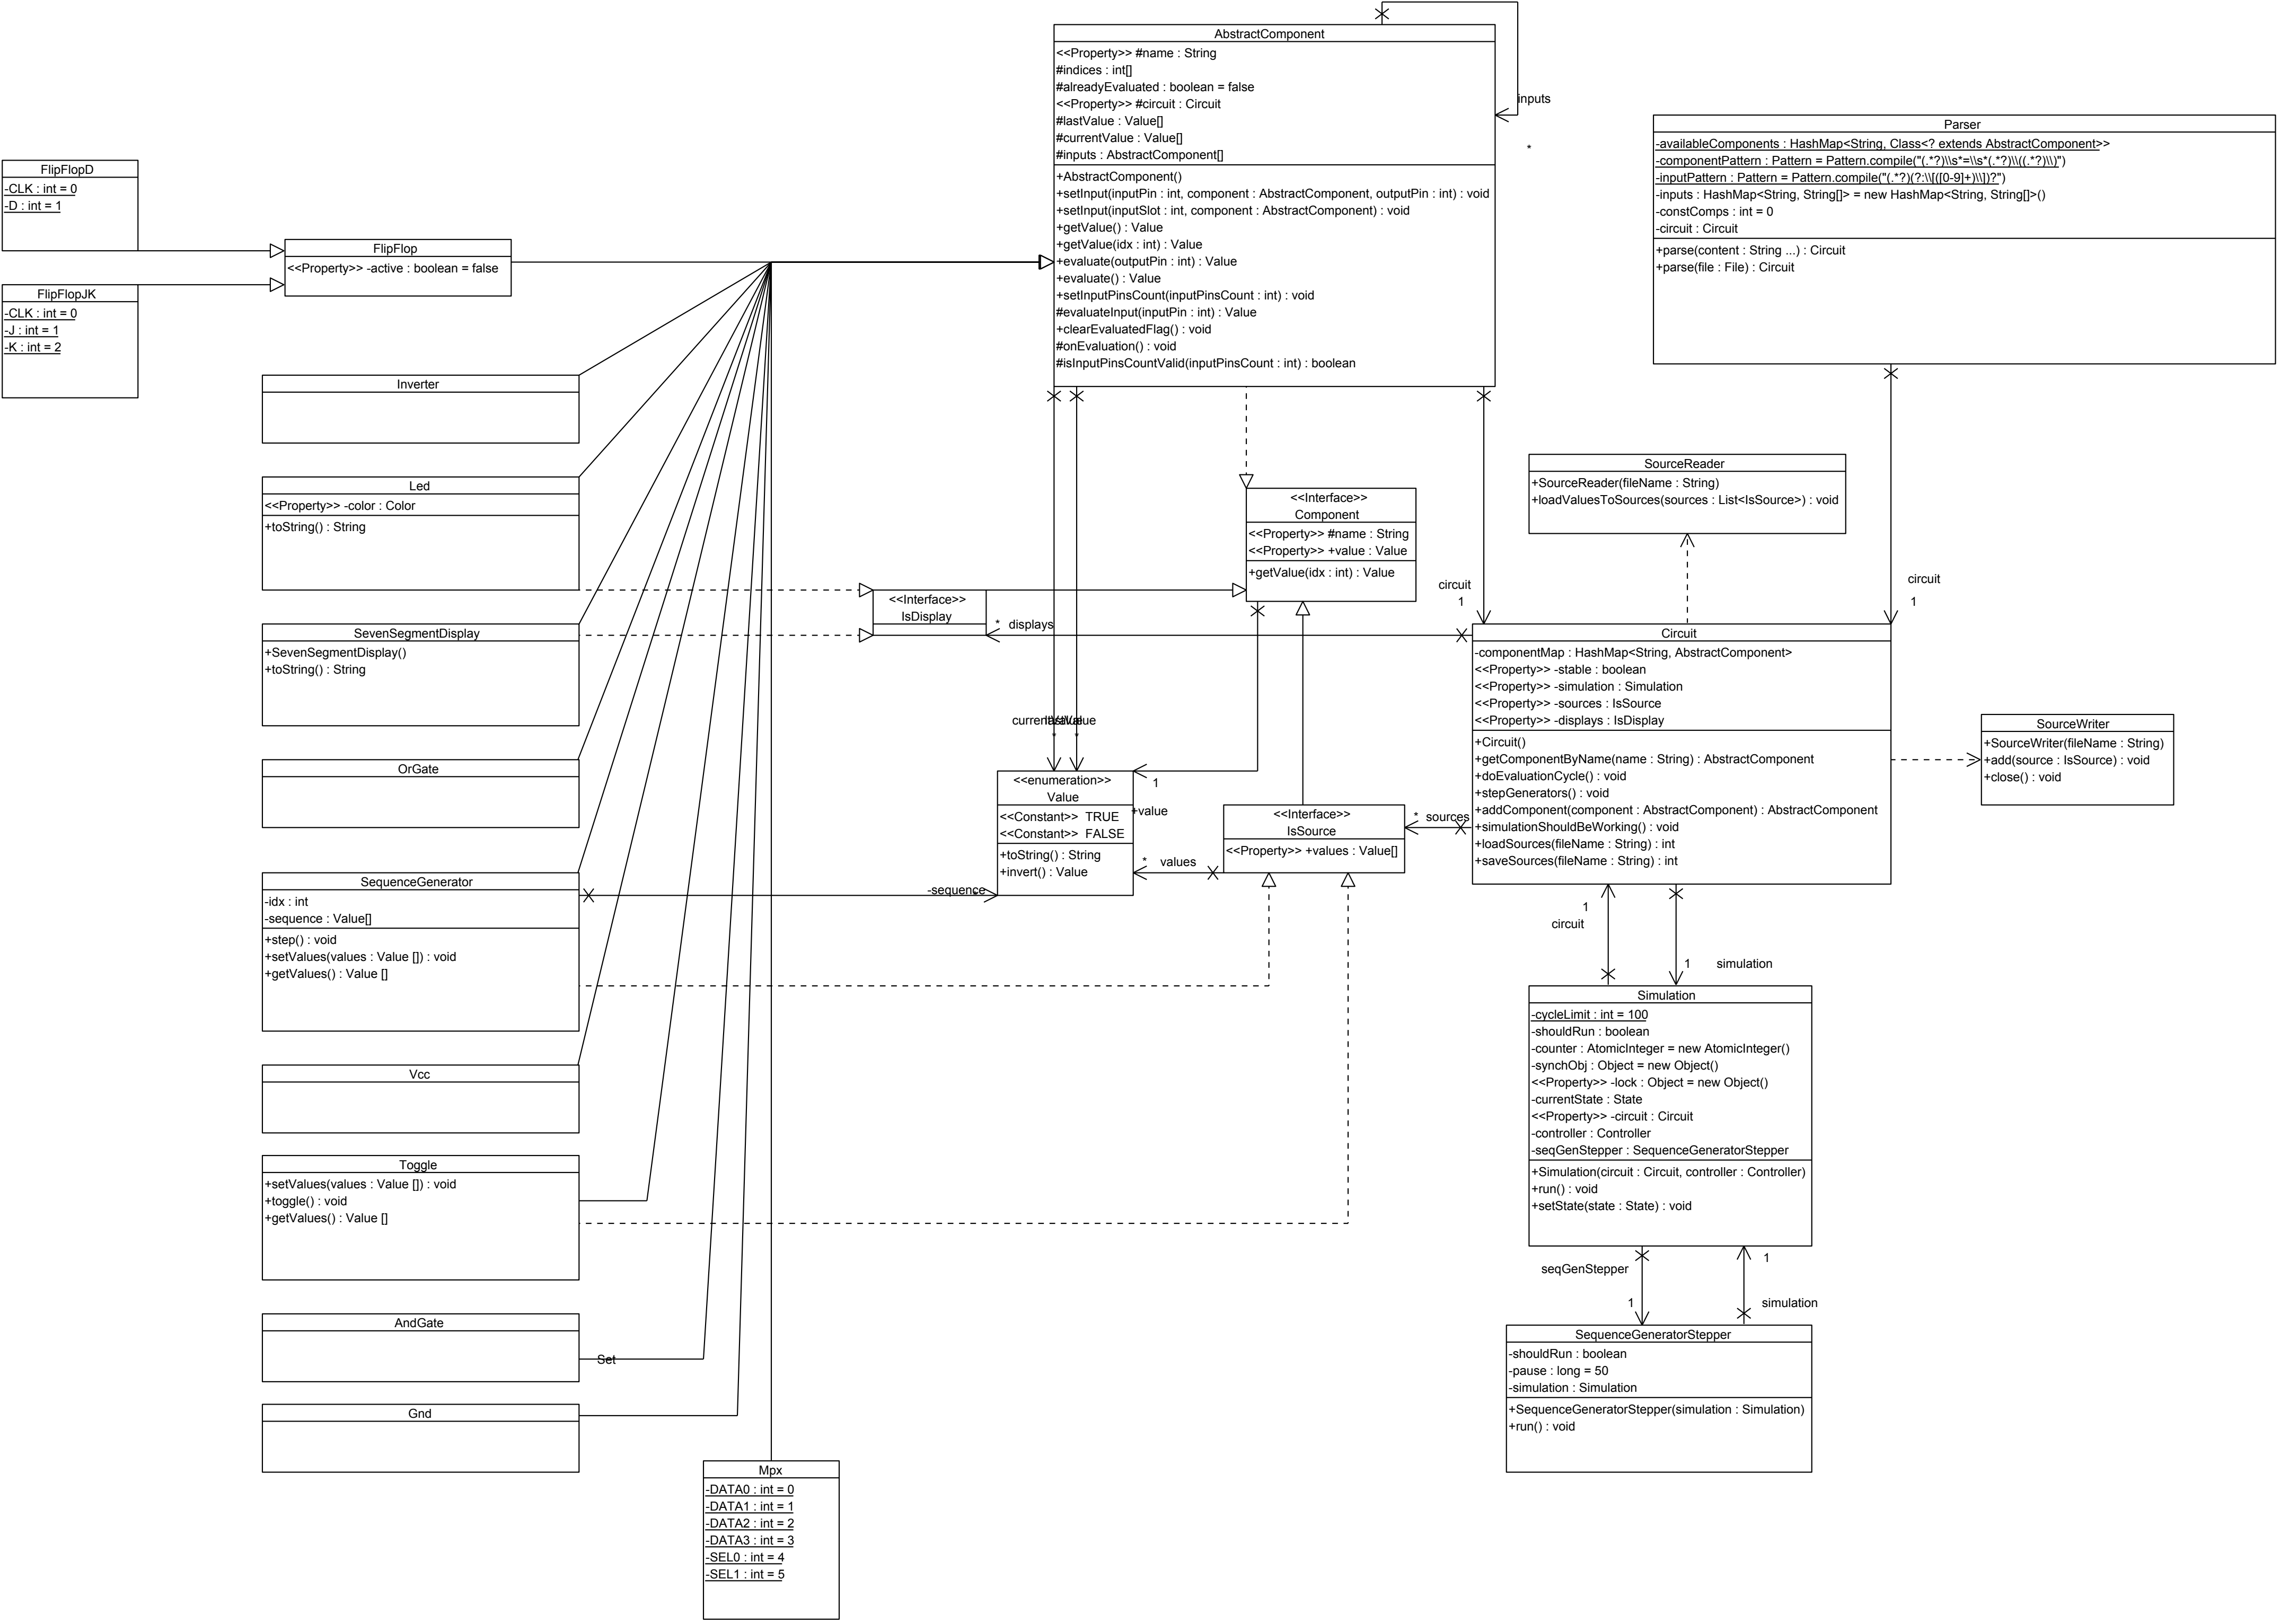 AbstractComponent
<<Property>> #name : String
#indices : int[]
#alreadyEvaluated : boolean = false
<<Property>> #circuit : Circuit
#lastValue : Value[]
#currentValue : Value[]
#inputs : AbstractComponent[]
+AbstractComponent()
+setInput(inputPin : int, component : AbstractComponent, outputPin : int) : void
+setInput(inputSlot : int, component : AbstractComponent) : void
+getValue() : Value
+getValue(idx : int) : Value
+evaluate(outputPin : int) : Value
+evaluate() : Value
+setInputPinsCount(inputPinsCount : int) : void
#evaluateInput(inputPin : int) : Value
+clearEvaluatedFlag() : void
#onEvaluation() : void
#isInputPinsCountValid(inputPinsCount : int) : boolean
inputs
*
Parser
-availableComponents : HashMap<String, Class<? extends AbstractComponent>>
-componentPattern : Pattern = Pattern.compile("(.*?)\\s*=\\s*(.*?)\\((.*?)\\)")
-inputPattern : Pattern = Pattern.compile("(.*?)(?:\\[([0-9]+)\\])?")
-inputs : HashMap<String, String[]> = new HashMap<String, String[]>()
-constComps : int = 0
-circuit : Circuit
+parse(content : String ...) : Circuit
+parse(file : File) : Circuit
FlipFlopD
-CLK : int = 0
-D : int = 1
FlipFlop
<<Property>> -active : boolean = false
FlipFlopJK
-CLK : int = 0
-J : int = 1
-K : int = 2
Inverter
Led
<<Property>> -color : Color
+toString() : String
SourceReader
+SourceReader(fileName : String)
+loadValuesToSources(sources : List<IsSource>) : void
<<Interface>>
Component
<<Property>> #name : String
<<Property>> +value : Value
+getValue(idx : int) : Value
circuit
1
circuit
1
<<Interface>>
IsDisplay
* displays
SevenSegmentDisplay
+SevenSegmentDisplay()
+toString() : String
Circuit
-componentMap : HashMap<String, AbstractComponent>
<<Property>> -stable : boolean
<<Property>> -simulation : Simulation
<<Property>> -sources : IsSource
<<Property>> -displays : IsDisplay
+Circuit()
+getComponentByName(name : String) : AbstractComponent
+doEvaluationCycle() : void
+stepGenerators() : void
+addComponent(component : AbstractComponent) : AbstractComponent
+simulationShouldBeWorking() : void
+loadSources(fileName : String) : int
+saveSources(fileName : String) : int
SourceWriter
+SourceWriter(fileName : String)
+add(source : IsSource) : void
+close() : void
currentValue
lastValue
*
*
OrGate
<<enumeration>>
Value
<<Constant>> TRUE
<<Constant>> FALSE
+toString() : String
+invert() : Value
1
+value
<<Interface>>
IsSource
<<Property>> +values : Value[]
* sources
* values
SequenceGenerator
-idx : int
-sequence : Value[]
+step() : void
+setValues(values : Value []) : void
+getValues() : Value []
-sequence
*
1
circuit
1
simulation
Simulation
-cycleLimit : int = 100
-shouldRun : boolean
-counter : AtomicInteger = new AtomicInteger()
-synchObj : Object = new Object()
<<Property>> -lock : Object = new Object()
-currentState : State
<<Property>> -circuit : Circuit
-controller : Controller
-seqGenStepper : SequenceGeneratorStepper
+Simulation(circuit : Circuit, controller : Controller)
+run() : void
+setState(state : State) : void
Vcc
Toggle
+setValues(values : Value []) : void
+toggle() : void
+getValues() : Value []
seqGenStepper
1
1
simulation
AndGate
Set
SequenceGeneratorStepper
-shouldRun : boolean
-pause : long = 50
-simulation : Simulation
+SequenceGeneratorStepper(simulation : Simulation)
+run() : void
Gnd
Mpx
-DATA0 : int = 0
-DATA1 : int = 1
-DATA2 : int = 2
-DATA3 : int = 3
-SEL0 : int = 4
-SEL1 : int = 5